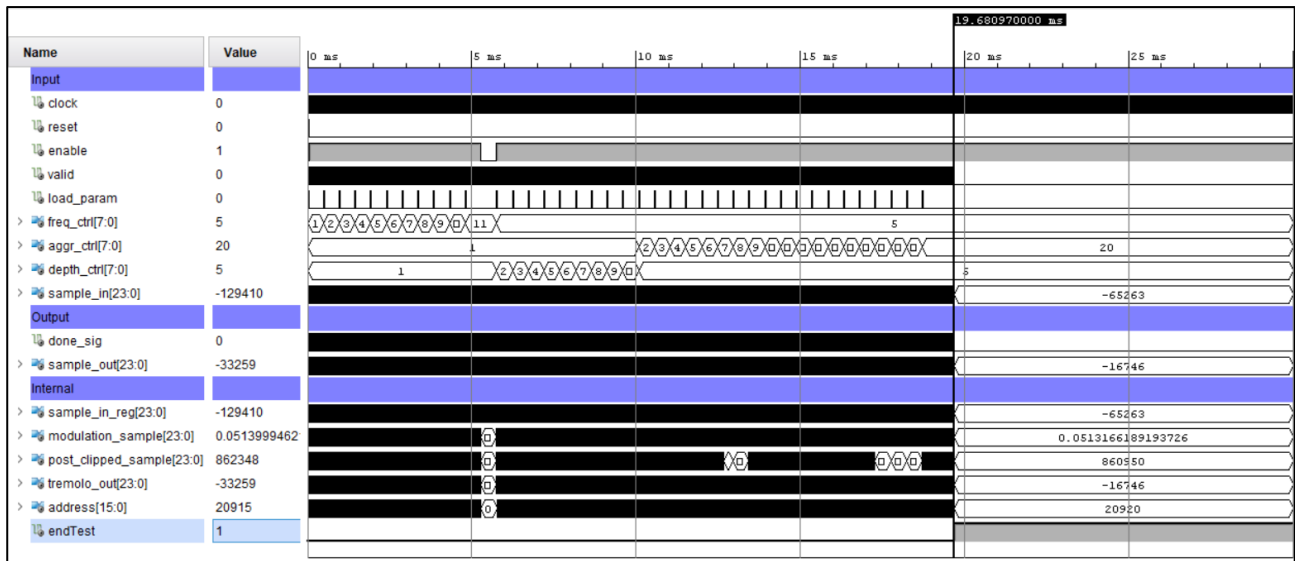 19.680970000 ms
Name Value 0 ms 5 ms 10 ms 15 ms 20 ms 25 ms
Input
clock 0
reset 0
enable 1
valid 0
load_param 0
freq_ctrl[7:0] 5 1 2 3 4 5 6 7 8 9 11 5
aggr_ctrl[7:0] 20 1 2 3 4 5 6 7 8 9 20
depth_ctrl[7:0] 5 1 2 3 4 5 6 7 8 9 5
sample_in[23:0] -129410 -65263
Output
done_sig 0
sample_out[23:0] -33259 -16746
Internal
sample_in_reg[23:0] -129410 -65263
modulation_sample[23:0] 0.0513999462 0.0513166189193726
post_clipped_sample[23:0] 862348 860950
tremolo_out[23:0] -33259 -16746
address[15:0] 20915 0 20920
endTest 1